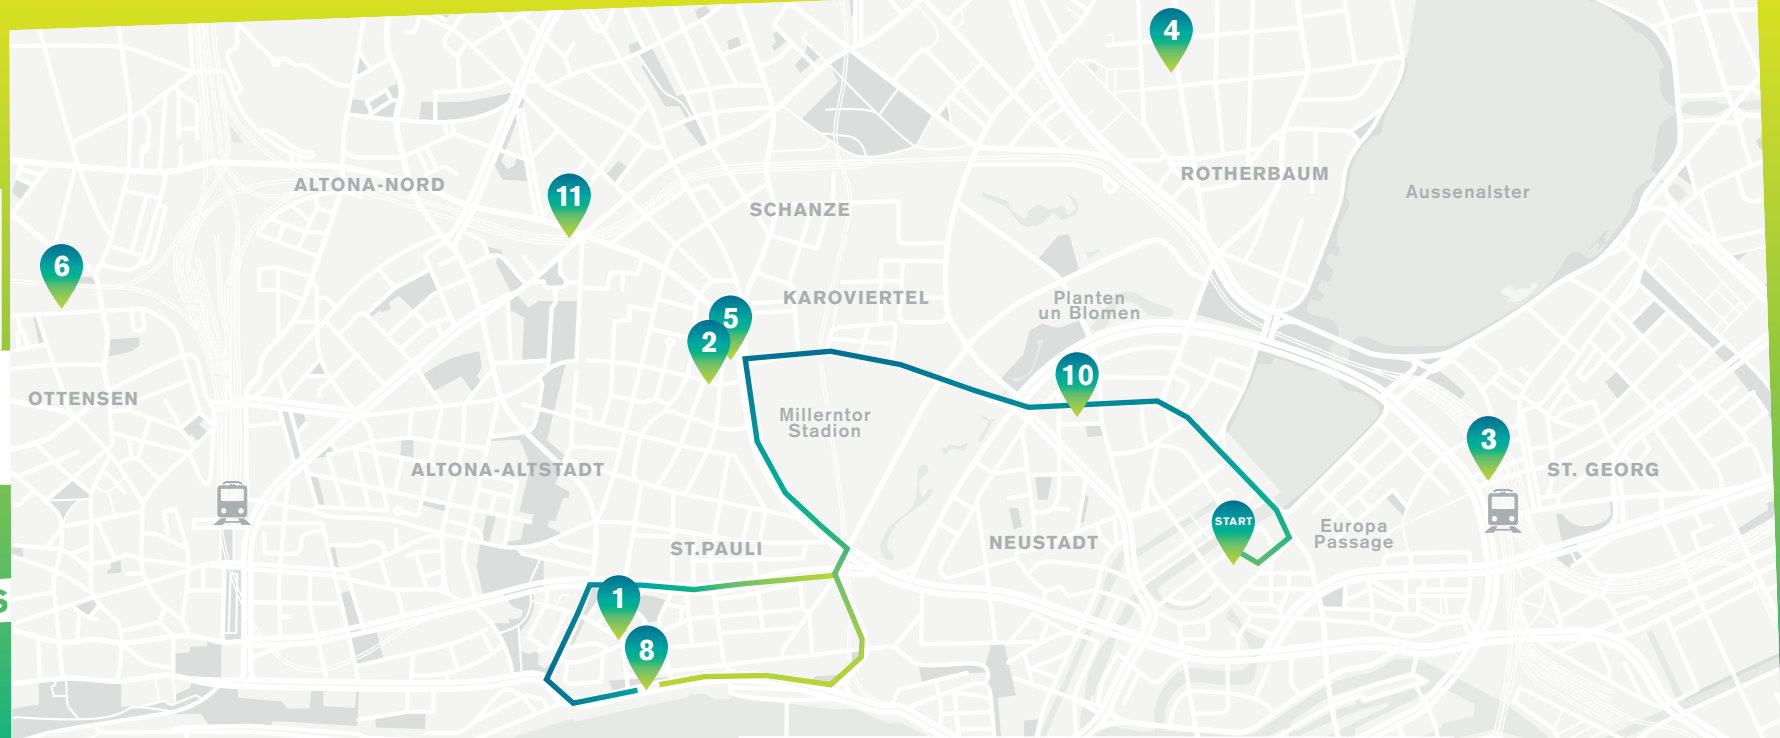 4
ROTHERBAUM
ALTONA-NORD
11
Aussenalster
SCHANZE
6
KAROVIERTEL
Planten
un Blomen
5
2
10
OTTENSEN
Millerntor
Stadion
3
ALTONA-ALTSTADT
ST. GEORG
START
Europa
Passage
ST.PAULI
NEUSTADT
1
8
S